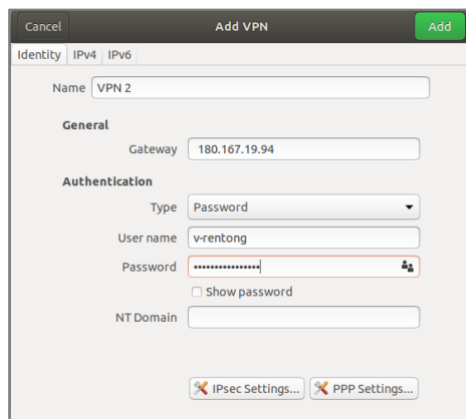 Cancel Add VPN Add
Identity IPv4 IPv6
Name VPN 2
General
Gateway 180.167.19.94
Authentication
Type Password
User name v-rentong
Password ••••••••••••••••
Show password
NT Domain
IPsec Settings... PPP Settings...